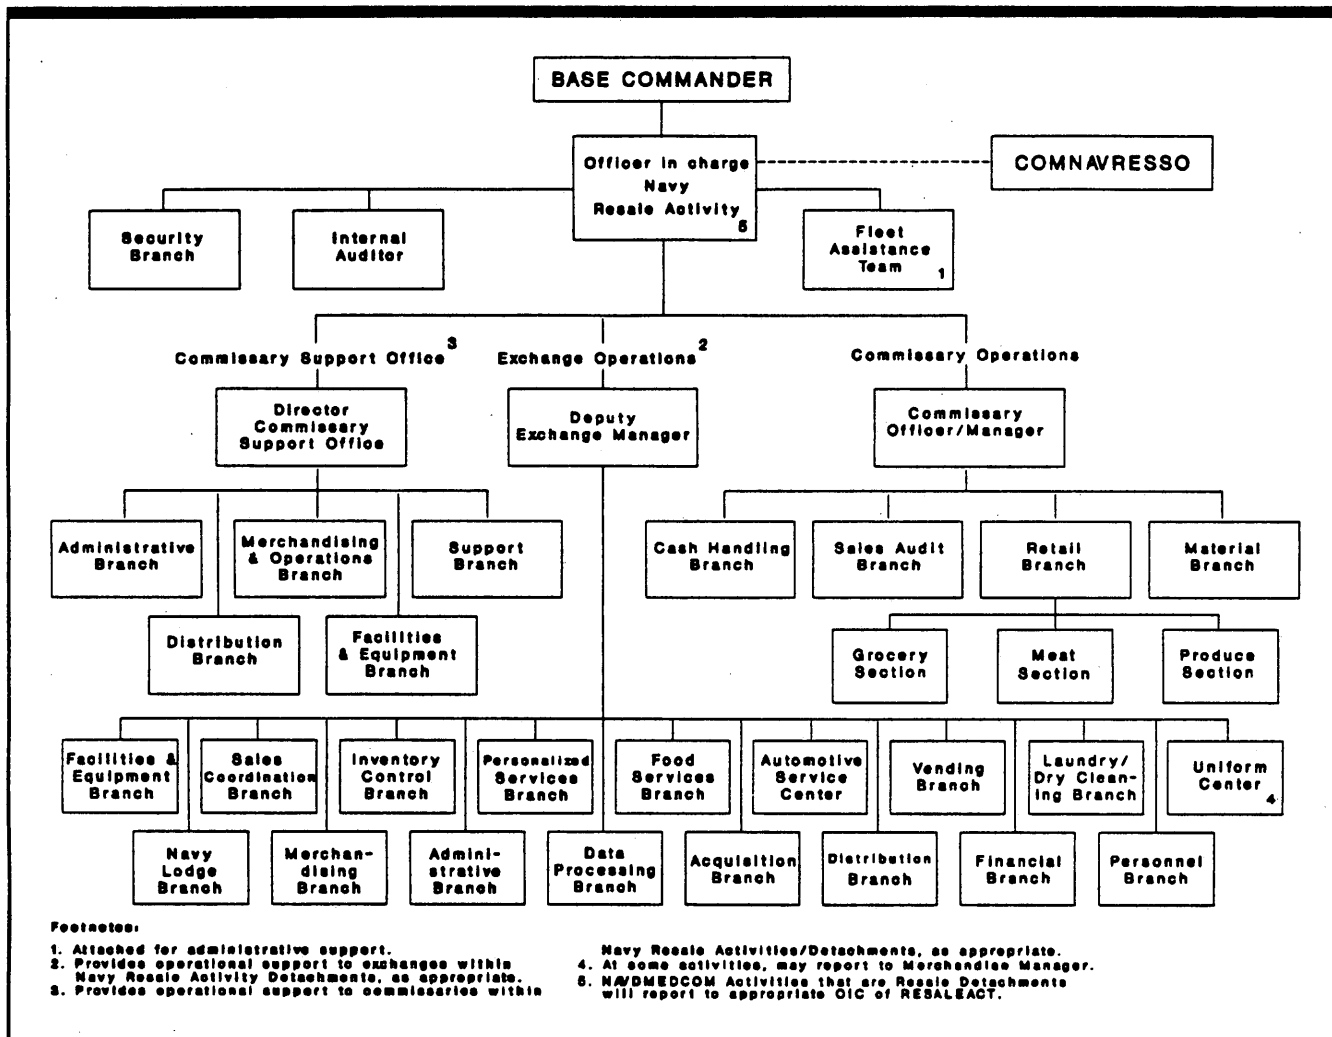 BASE COMMANDER
Officer in charge
Navy
Resale Activity
5
COMNAVRESSO
Security
Branch
Internal
Auditor
Fleet
Assistance
Team
1
Commissary Support Office 3
Exchange Operations 2
Commissary Operations
Director
Commissary
Support Office
Deputy
Exchange Manager
Commissary
Officer/Manager
Administrative
Branch
Merchandising
& Operations
Branch
Support
Branch
Cash Handling
Branch
Sales Audit
Branch
Retail
Branch
Material
Branch
Distribution
Branch
Facilities
& Equipment
Branch
Grocery
Section
Meat
Section
Produce
Section
Facilities &
Equipment
Branch
Sales
Coordination
Branch
Inventory
Control
Branch
Personalized
Services
Branch
Food
Services
Branch
Automotive
Service
Center
Vending
Branch
Laundry/
Dry Clean-
ing Branch
Uniform
Center
4
Navy
Lodge
Branch
Merchan-
dising
Branch
Admini-
strative
Branch
Data
Processing
Branch
Acquisition
Branch
Distribution
Branch
Financial
Branch
Personnel
Branch
Footnotes:
1. Attached for administrative support.
2. Provides operational support to exchanges within
Navy Resale Activity Detachments, as appropriate.
3. Provides operational support to commissaries within
Navy Resale Activities/Detachments, as appropriate.
4. At some activities, may report to Merchandise Manager.
5. NAVDMEDCOM Activities that are Resale Detachments
will report to appropriate OIC of RESALEACT.